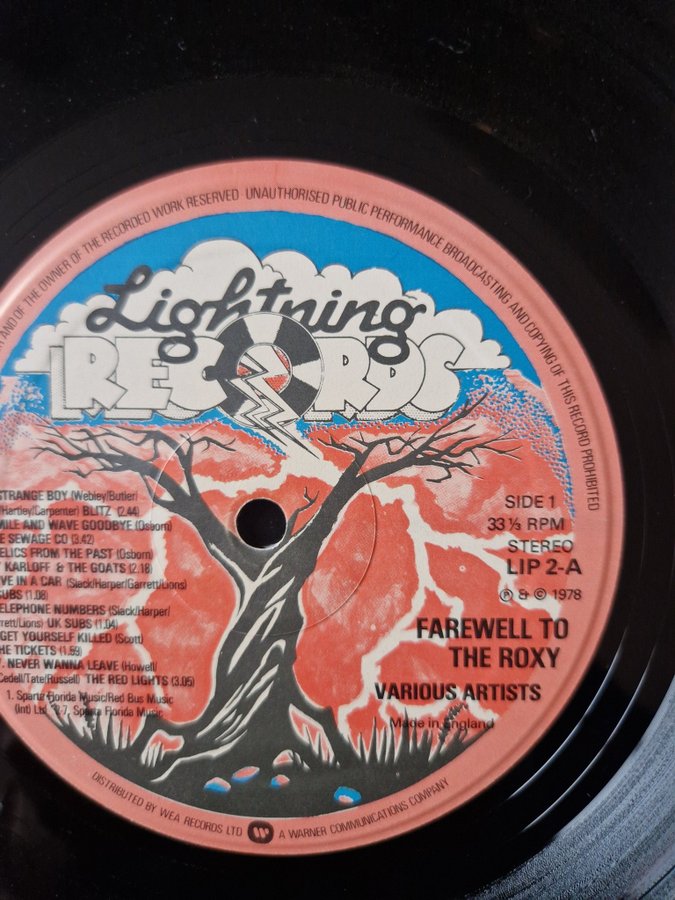 AND OF THE OWNER OF THE RECORDED WORK RESERVED UNAUTHORISED PUBLIC PERFORMANCE BROADCASTING AND COPYING OF THIS RECORD PROHIBITED
Lightning
RECORDS
STRANGE BOY (Webley/Butler/
Hartley/Carpenter) BLITZ (2.44)
MILE AND WAVE GOODBYE (Osborn)
E SEWAGE CO (3.42)
ELICS FROM THE PAST (Osborn)
Y KARLOFF & THE GOATS (2.18)
VE IN A CAR (Slack/Harper/Garrett/Lions)
SUBS (1.08)
ELEPHONE NUMBERS (Slack/Harper/
rrett/Lions) UK SUBS (1.04)
GET YOURSELF KILLED (Scott)
HE TICKETS (1.59)
7. NEVER WANNA LEAVE (Howell/
Cedell/Tate/Russell) THE RED LIGHTS (3.05)
1. Sparta Florida Music/Red Bus Music
(Int) Ltd 2-7, Sparta Florida Music
SIDE 1
33⅓ RPM
STEREO
LIP 2-A
℗ & © 1978
FAREWELL TO
THE ROXY
VARIOUS ARTISTS
Made in England
DISTRIBUTED BY WEA RECORDS LTD A WARNER COMMUNICATIONS COMPANY